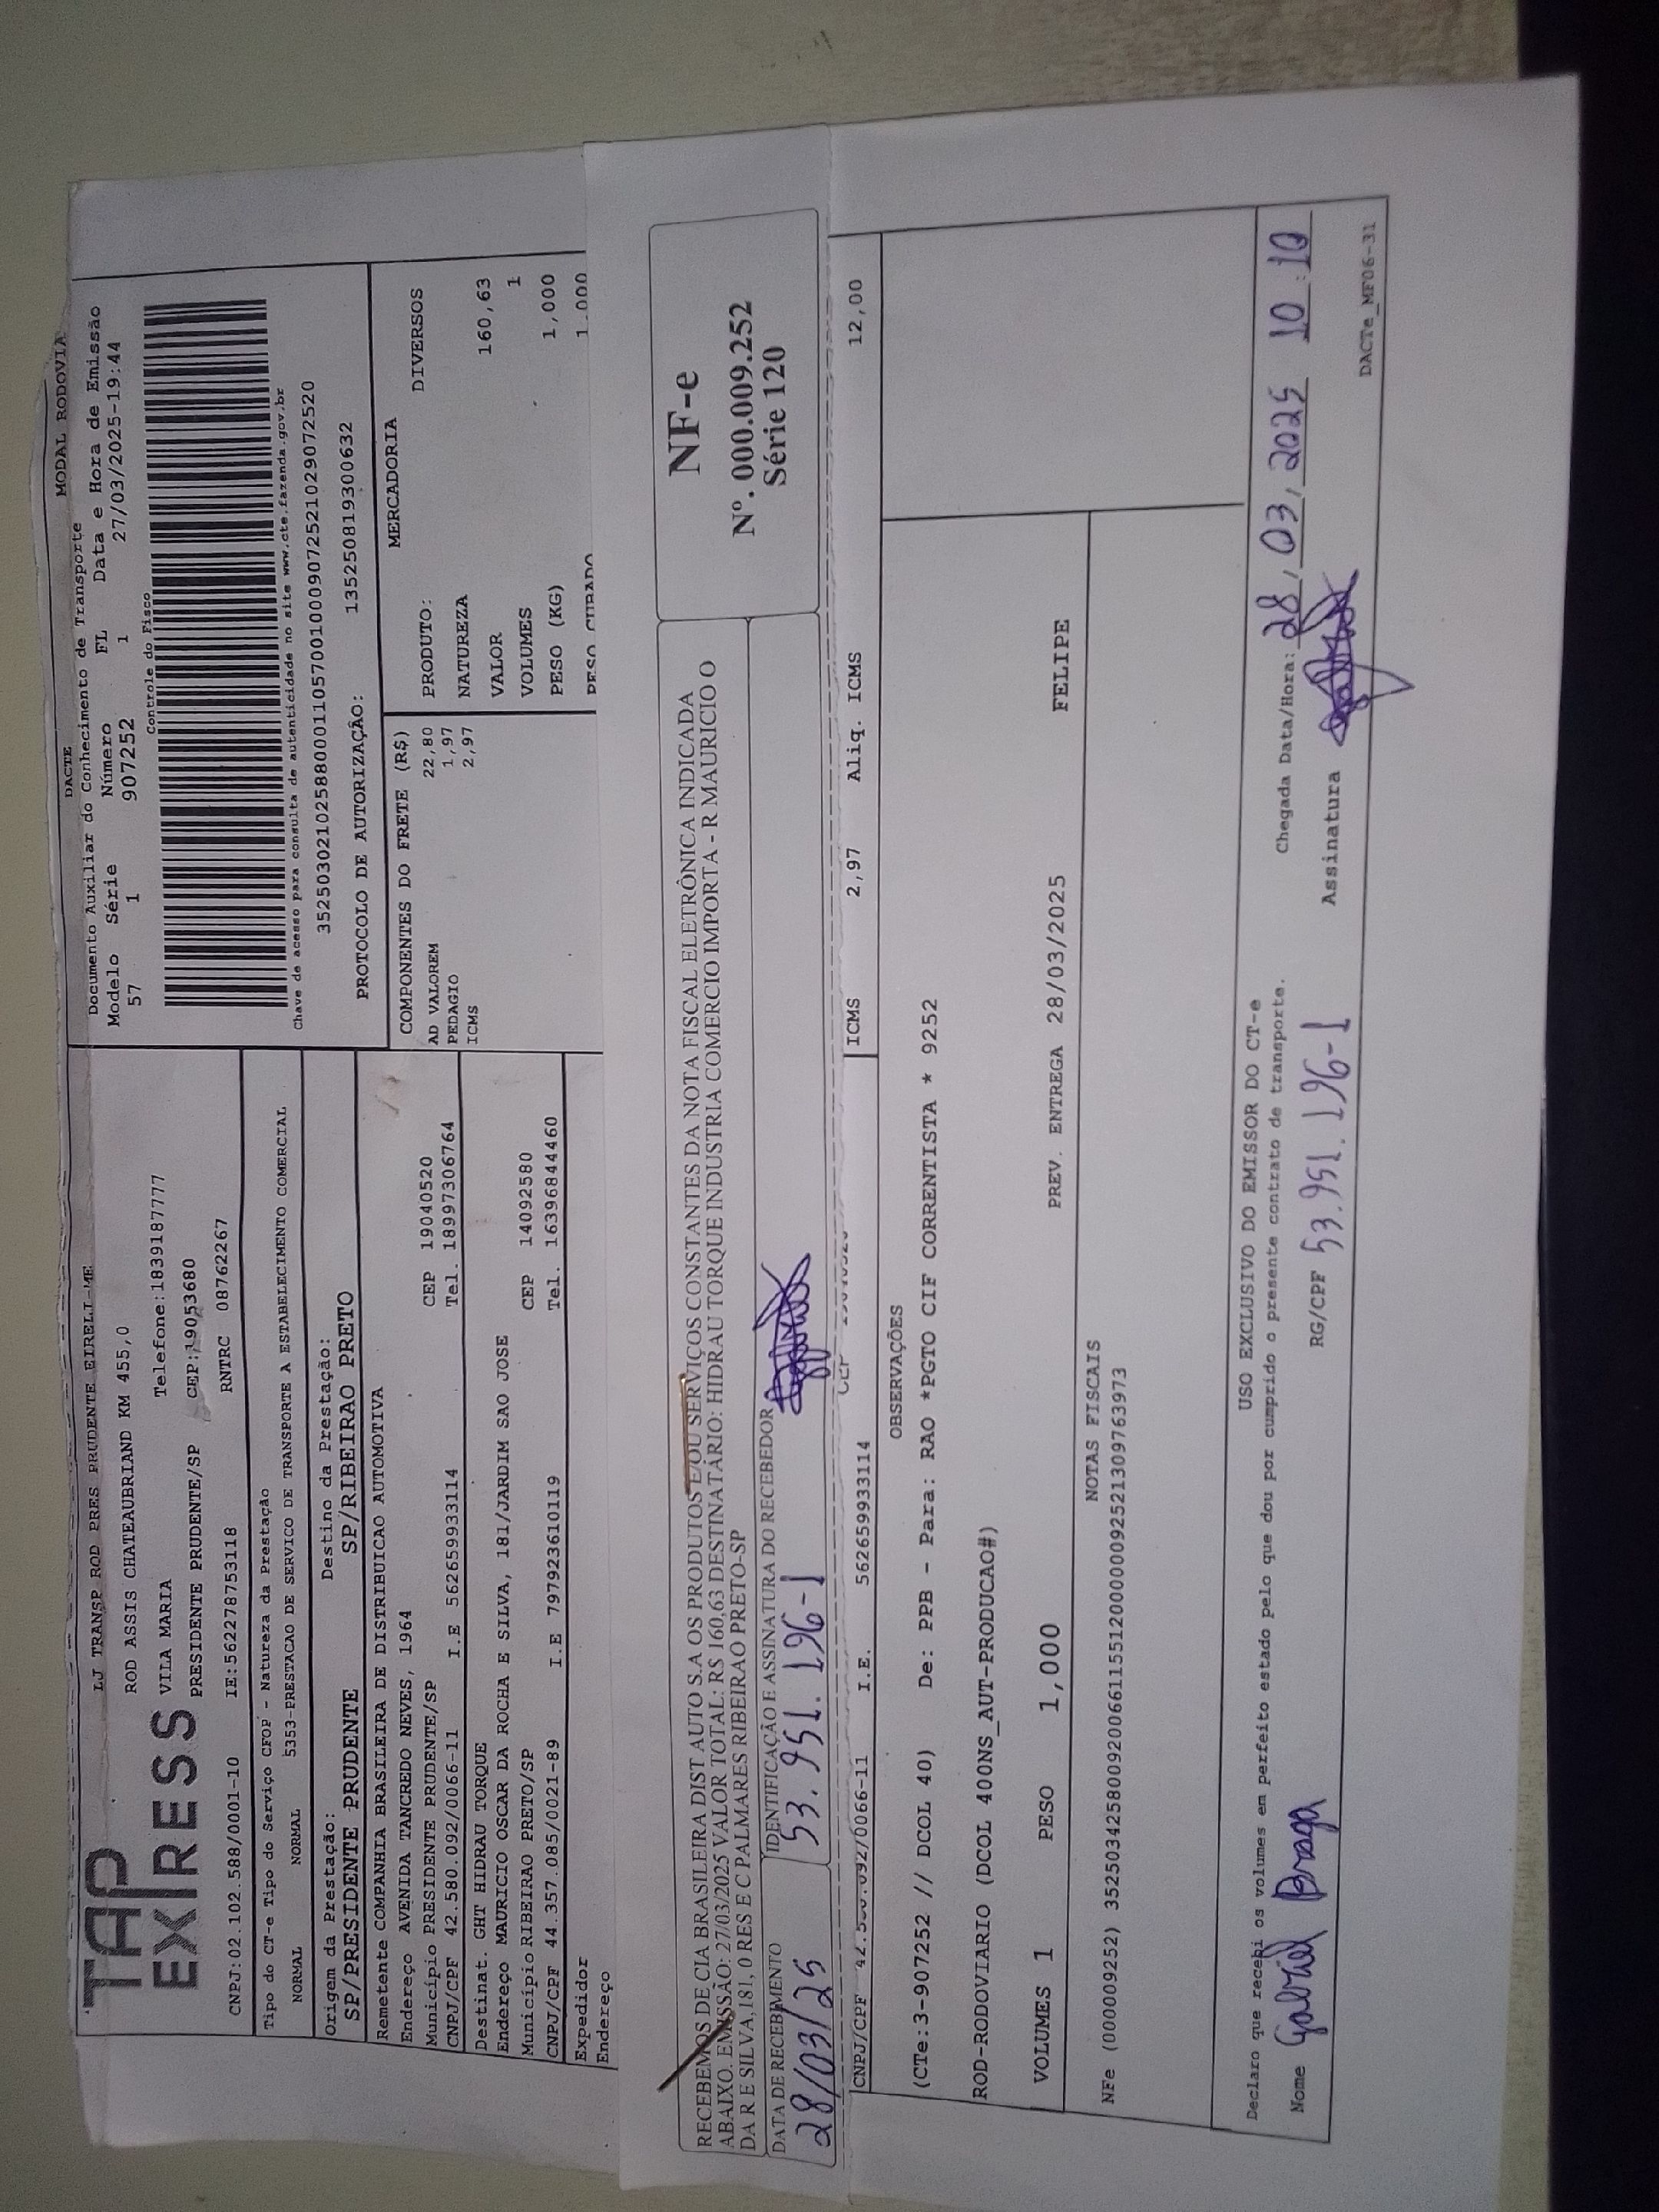 TAP
EXPRESS
LJ TRANSP ROD PRES PRUDENTE EIRELI-ME
ROD ASSIS CHATEAUBRIAND KM 455,0
VILA MARIA Telefone:1839187777
PRESIDENTE PRUDENTE/SP CEP:19053680
CNPJ:02.102.588/0001-10 IE:562278753118 RNTRC 08762267
Tipo do CT-e Tipo do Serviço CFOP - Natureza da Prestação
NORMAL NORMAL 5353-PRESTACAO DE SERVICO DE TRANSPORTE A ESTABELECIMENTO COMERCIAL
Origem da Prestação: Destino da Prestação:
SP/PRESIDENTE PRUDENTE SP/RIBEIRAO PRETO
Remetente COMPANHIA BRASILEIRA DE DISTRIBUICAO AUTOMOTIVA
Endereço AVENIDA TANCREDO NEVES, 1964
Município PRESIDENTE PRUDENTE/SP CEP 19040520
CNPJ/CPF 42.580.092/0066-11 I.E 562659933114 Tel. 18997306764
Destinat. GHT HIDRAU TORQUE
Endereço MAURICIO OSCAR DA ROCHA E SILVA, 181/JARDIM SAO JOSE
Município RIBEIRAO PRETO/SP CEP 14092580
CNPJ/CPF 44.357.085/0021-89 I.E 797923610119 Tel. 1639684460
Expedidor
Endereço
DACTE MODAL RODOVIA
Documento Auxiliar do Conhecimento de Transporte
Modelo Série Número FL Data e Hora de Emissão
57 1 907252 1 27/03/2025-19:44
Controle do Fisco
Chave de acesso para consulta de autenticidade no site www.cte.fazenda.gov.br
PROTOCOLO DE AUTORIZAÇÃO: 135250819300632
COMPONENTES DO FRETE (R$)
AD VALOREM 22,80
PEDAGIO 1,97
ICMS 2,97
MERCADORIA
PRODUTO: DIVERSOS
NATUREZA
VALOR 160,63
VOLUMES 1
PESO (KG) 1,000
PESO CUBADO 1.000
RECEBEMOS DE CIA BRASILEIRA DIST AUTO S.A OS PRODUTOS E/OU SERVIÇOS CONSTANTES DA NOTA FISCAL ELETRÔNICA INDICADA
ABAIXO. EMISSÃO: 27/03/2025 VALOR TOTAL: R$ 160,63 DESTINATÁRIO: HIDRAU TORQUE INDUSTRIA COMERCIO IMPORTA - R MAURICIO O
DA R E SILVA,181, 0 RES E C PALMARES RIBEIRAO PRETO-SP
DATA DE RECEBIMENTO IDENTIFICAÇÃO E ASSINATURA DO RECEBEDOR
28/03/25 53.951.196-1
NF-e
Nº. 000.009.252
Série 120
CNPJ/CPF 42.580.092/0066-11 I.E. 562659933114 CEP
ICMS 2,97 Aliq. ICMS 12,00
OBSERVAÇÕES
(CTe:3-907252 // DCOL 40) De: PPB - Para: RAO *PGTO CIF CORRENTISTA * 9252
ROD-RODOVIARIO (DCOL 400NS_AUT-PRODUCAO#)
VOLUMES 1 PESO 1,000 PREV. ENTREGA 28/03/2025 FELIPE
NOTAS FISCAIS
NFe (000009252)
USO EXCLUSIVO DO EMISSOR DO CT-e
Declaro que recebi os volumes em perfeito estado pelo que dou por cumprido o presente contrato de transporte.
Chegada Data/Hora: 28/03/2025 10:10
Nome Gabriel Braga RG/CPF 53.951.196-1 Assinatura
DACTe_MF06-31